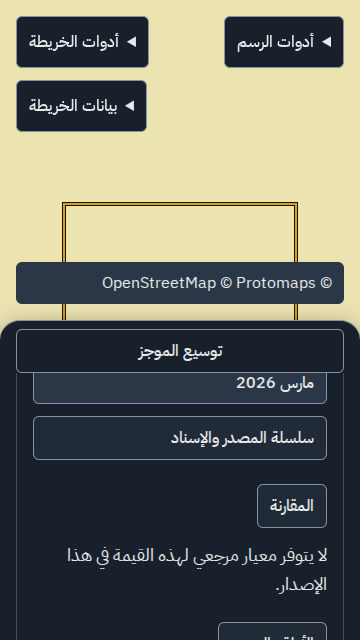 ◀ أدوات الرسم
◀ أدوات الخريطة
◀ بيانات الخريطة
OpenStreetMap © Protomaps ©
توسيع الموجز
مارس 2026
سلسلة المصدر والإسناد
المقارنة
لا يتوفر معيار مرجعي لهذه القيمة في هذا
الإصدار.